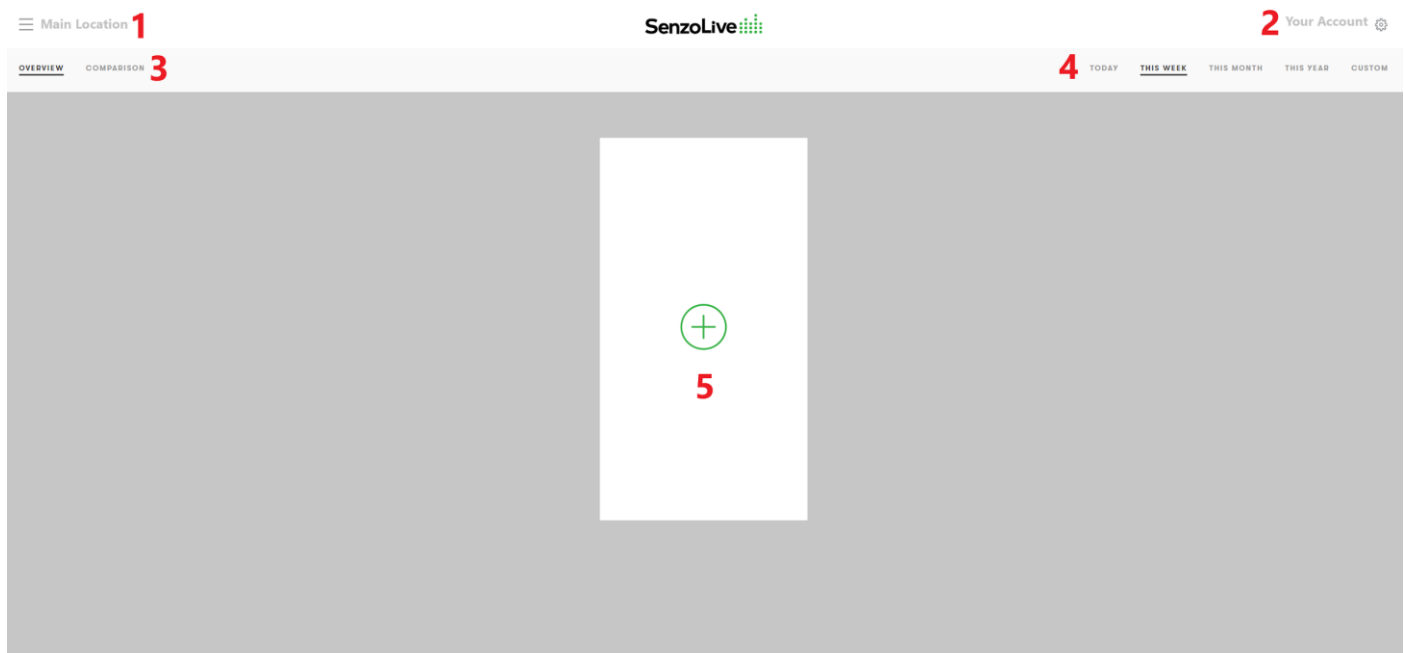 Main Location 1
SenzoLive
2 Your Account
OVERVIEW COMPARISON 3
4 TODAY THIS WEEK THIS MONTH THIS YEAR CUSTOM
5